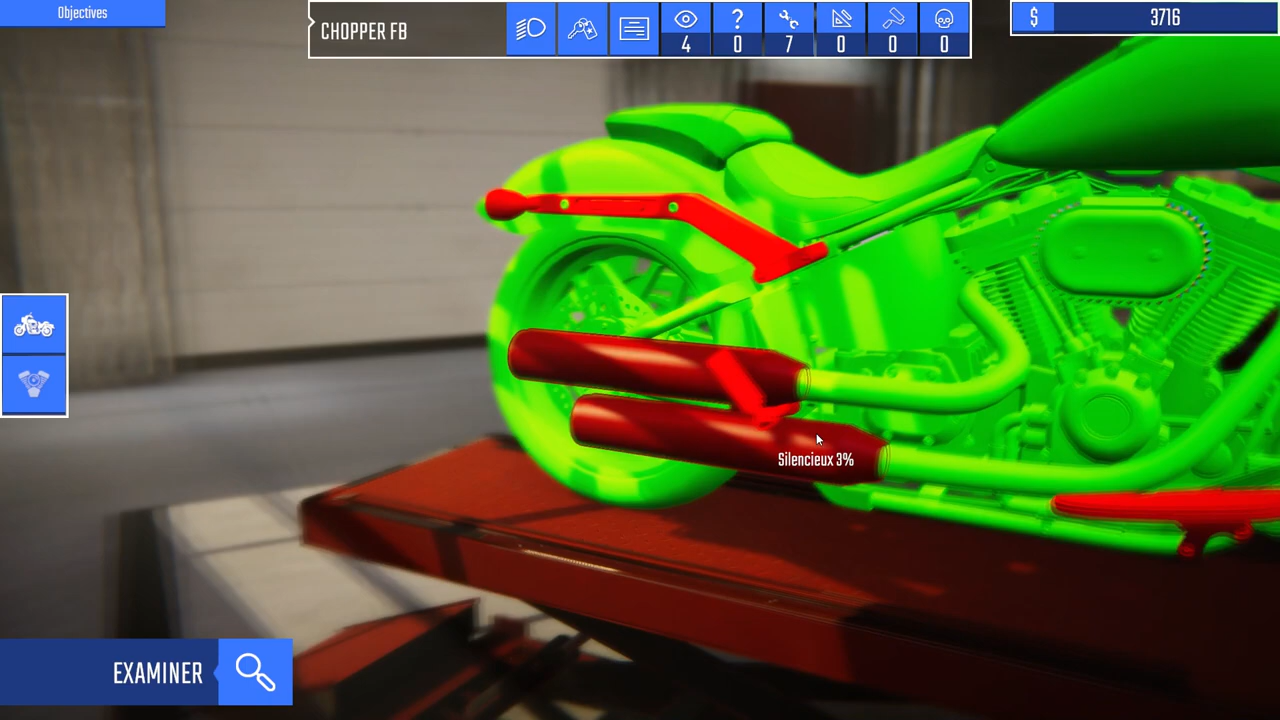 Objectives
CHOPPER FB
4
?
0
7
0
0
0
$
3716
Silencieux 3%
EXAMINER